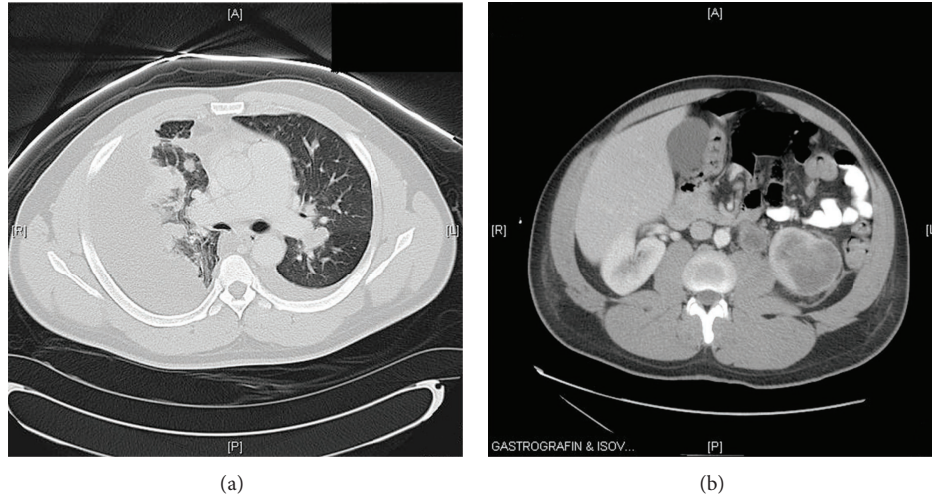 [A]
[R]
[L]
[P]
[A]
[R]
[L
GASTROGRAFIN & ISOV...
[P]
(a)
(b)